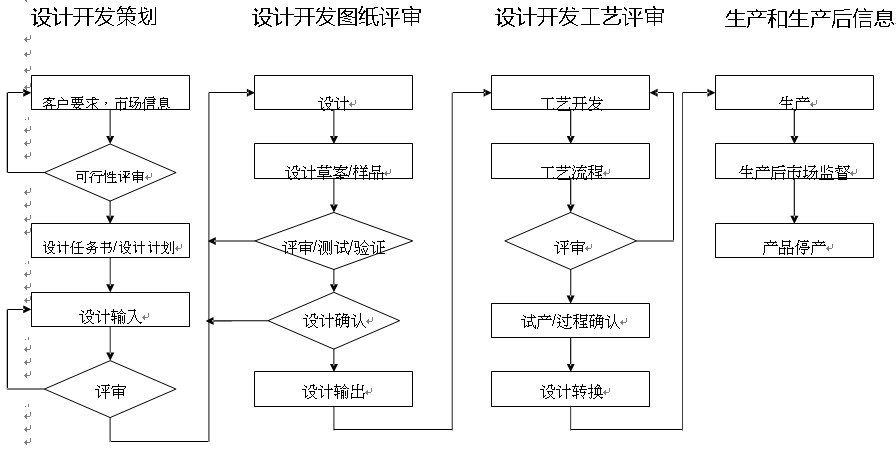 设计开发策划
设计开发图纸评审
设计开发工艺评审
生产和生产后信息
客户要求，市场信息
可行性评审
设计任务书/设计计划
设计输入
评审
设计
设计草案/样品
评审/测试/验证
设计确认
设计输出
工艺开发
工艺流程
评审
试产/过程确认
设计转换
生产
生产后市场监督
产品停产